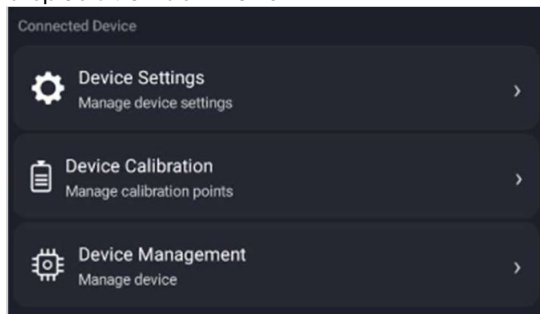 Connected Device
Device Settings
Manage device settings
Device Calibration
Manage calibration points
Device Management
Manage device